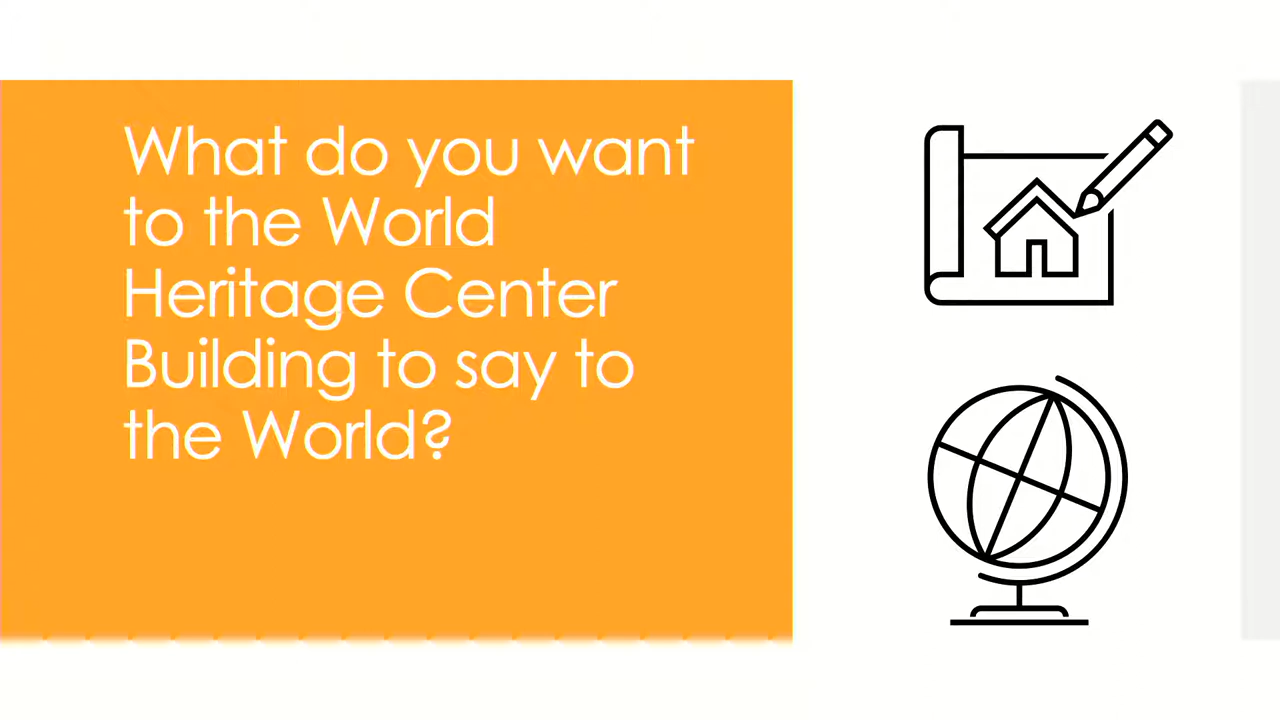 What do you want
to the World
Heritage Center
Building to say to
the World?